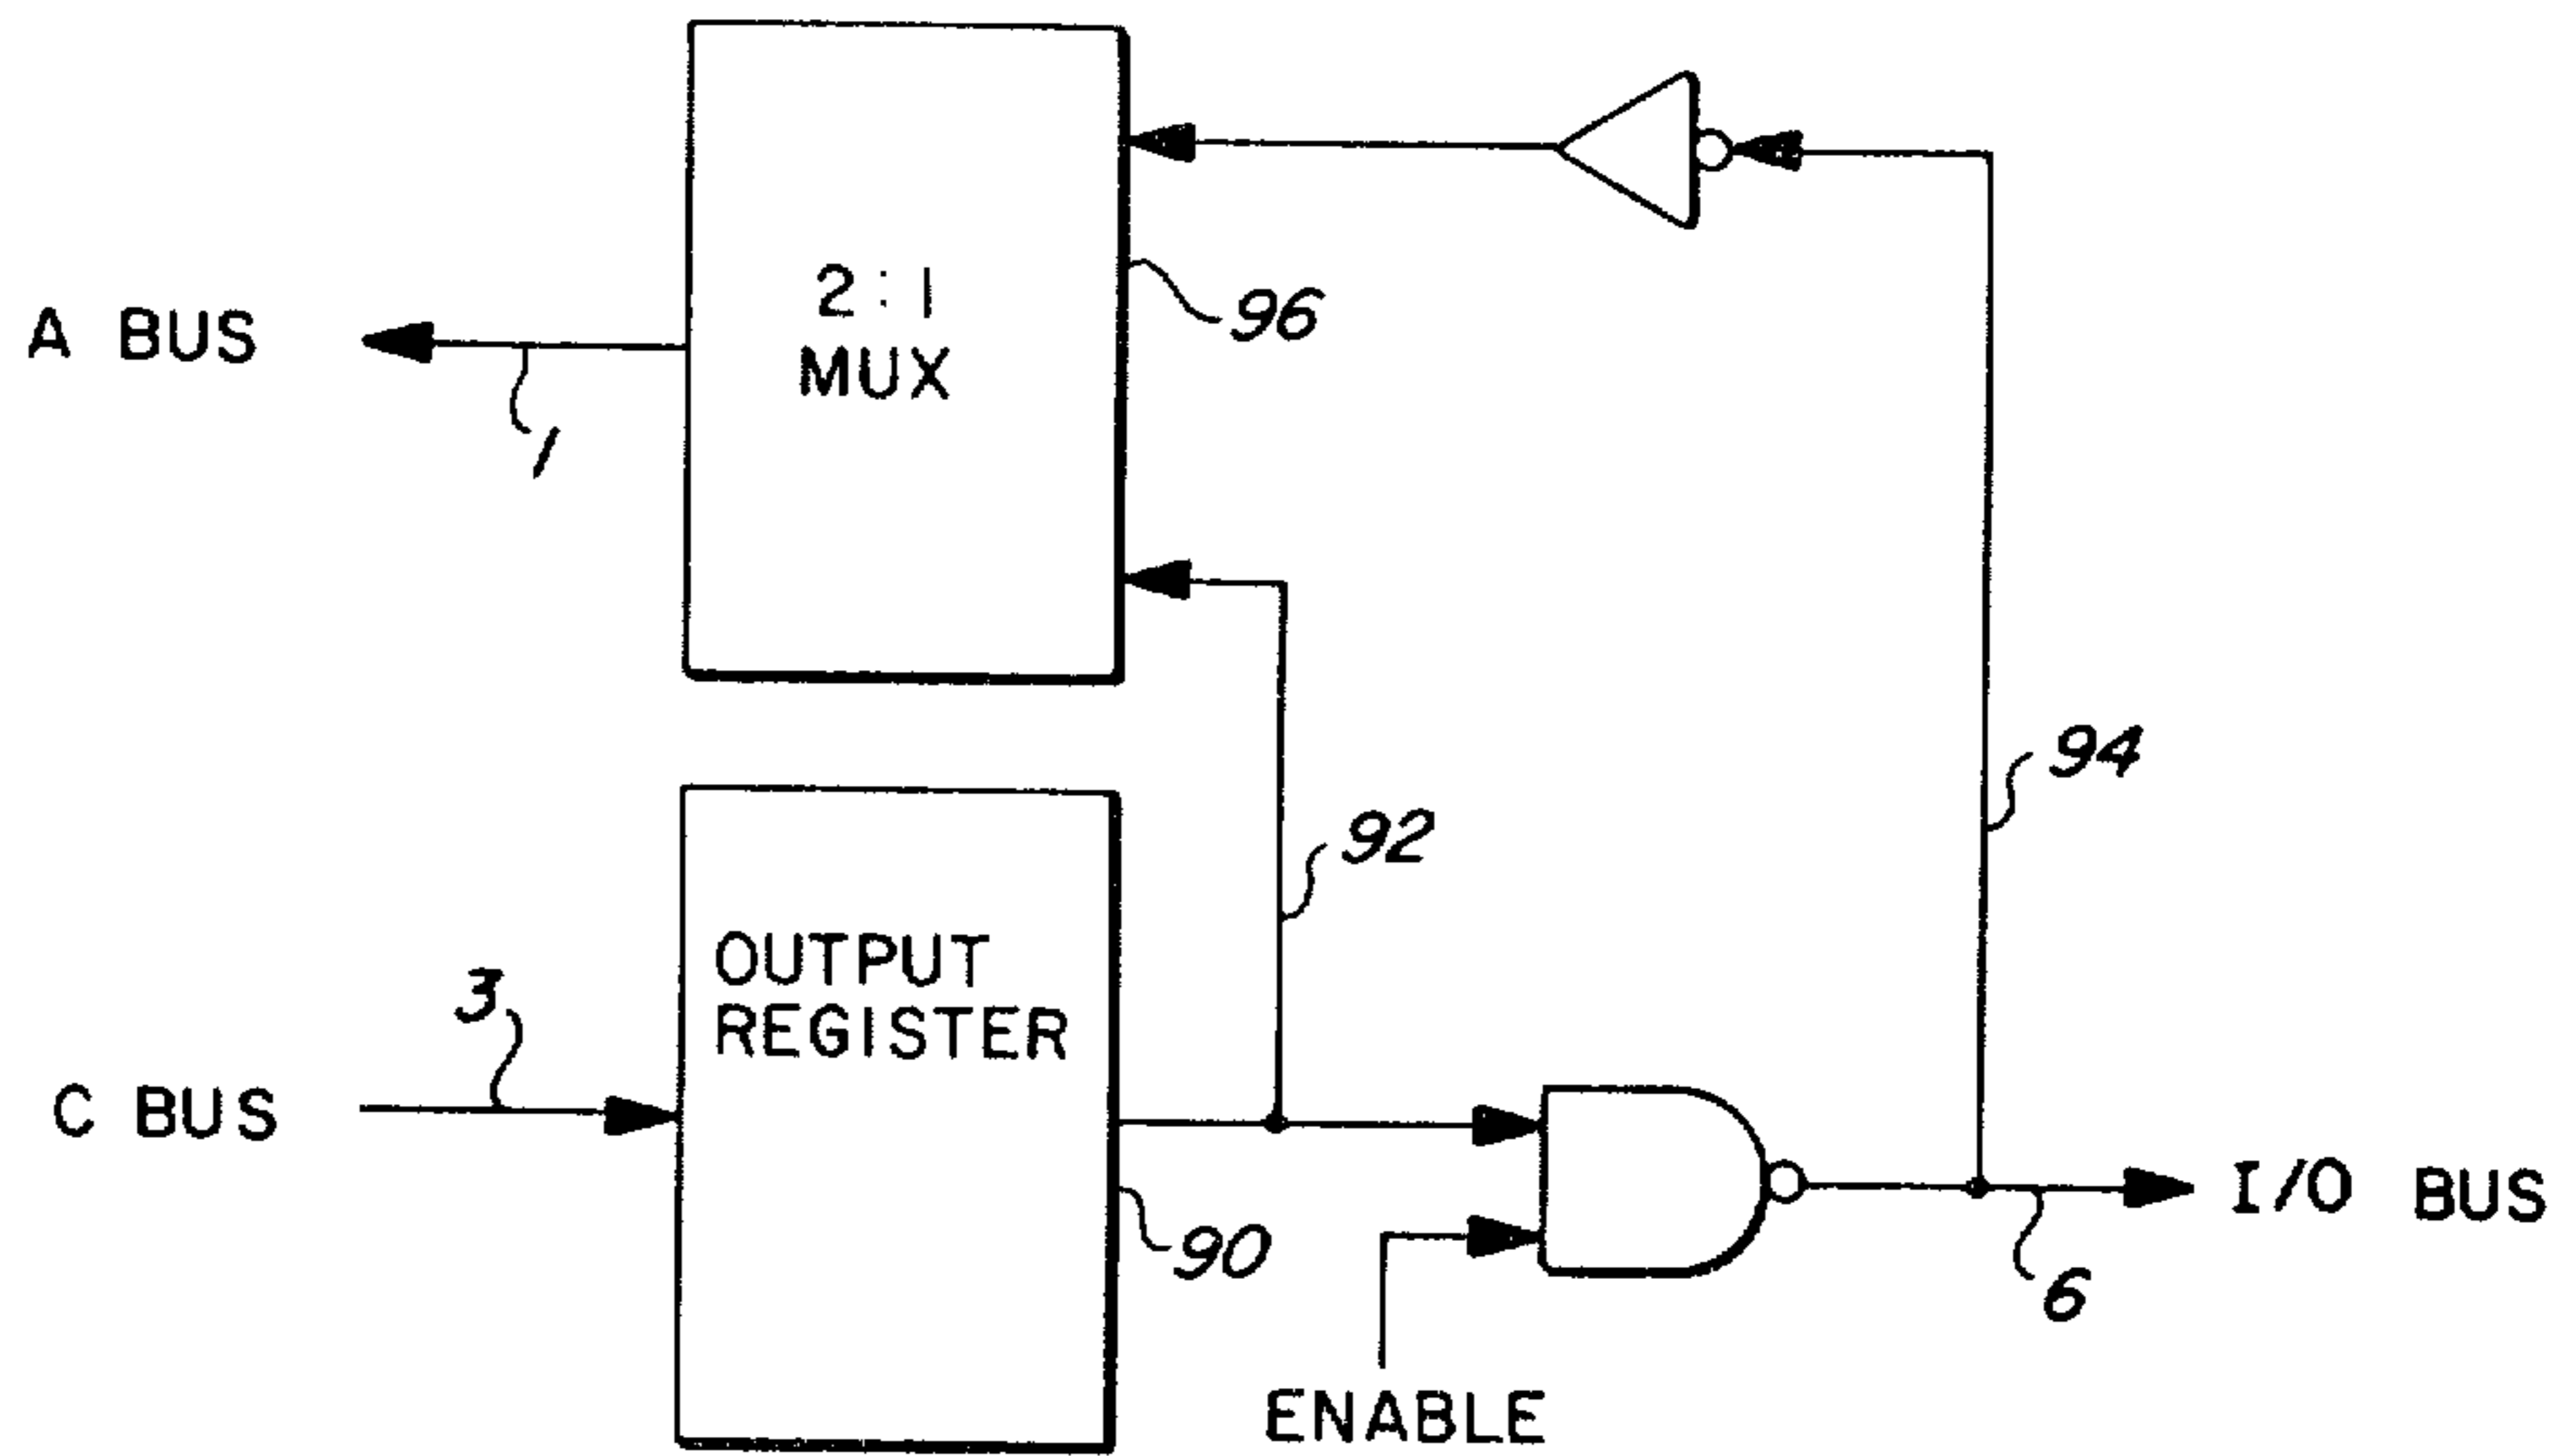 2:1
MUX
96
A BUS
1
94
92
OUTPUT
REGISTER
3
C BUS
90
I/O BUS
6
ENABLE